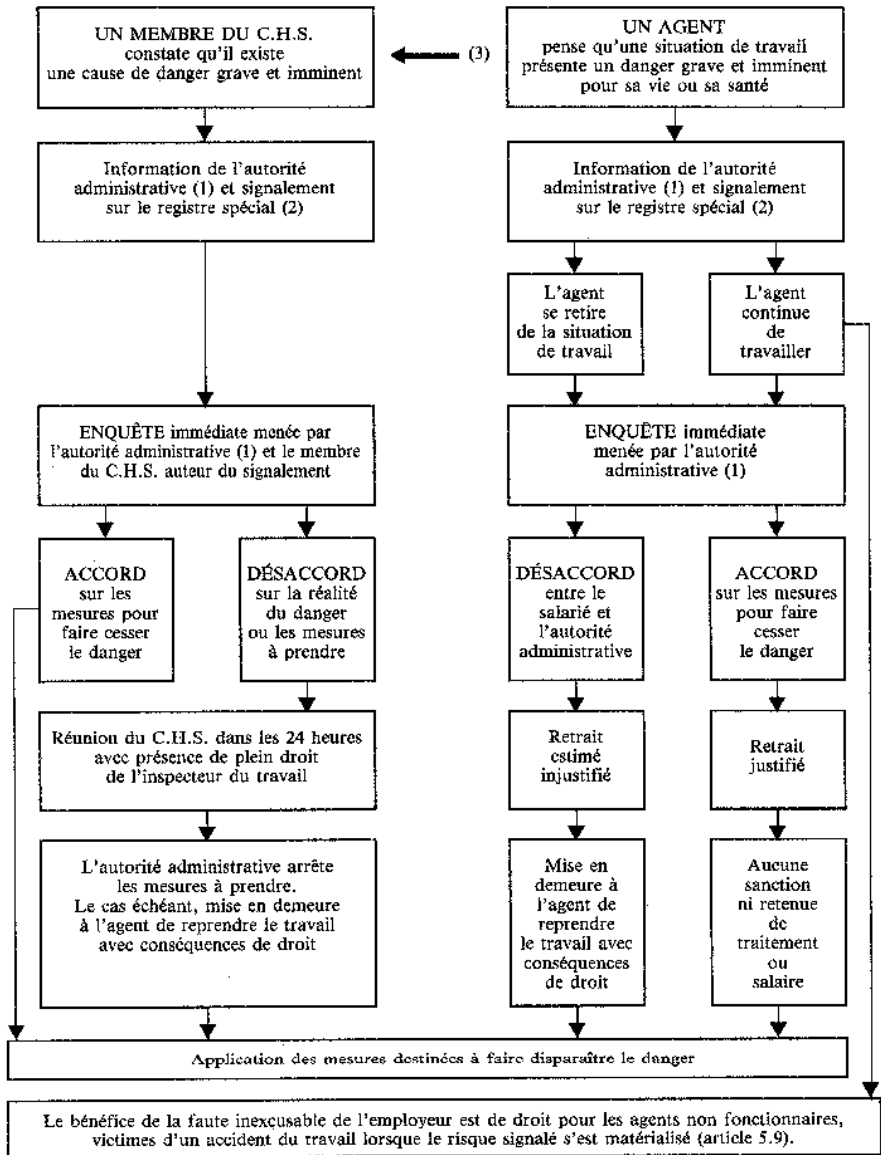 UN MEMBRE DU C.H.S.
constate qu'il existe
une cause de danger grave et imminent
(3)
UN AGENT
pense qu'une situation de travail
présente un danger grave et imminent
pour sa vie ou sa santé
Information de l'autorité
administrative (1) et signalement
sur le registre spécial (2)
Information de l'autorité
administrative (1) et signalement
sur le registre spécial (2)
L'agent
se retire
de la situation
de travail
L'agent
continue
de
travailler
ENQUÊTE immédiate menée par
l'autorité administrative (1) et le membre
du C.H.S. auteur du signalement
ENQUÊTE immédiate
menée par l'autorité
administrative (1)
ACCORD
sur les
mesures pour
faire cesser
le danger
DÉSACCORD
sur la réalité
du danger
ou les mesures
à prendre
DÉSACCORD
entre le
salarié et
l'autorité
administrative
ACCORD
sur les mesures
pour faire
cesser
le danger
Réunion du C.H.S. dans les 24 heures
avec présence de plein droit
de l'inspecteur du travail
Retrait
estimé
injustifié
Retrait
justifié
L'autorité administrative arrête
les mesures à prendre.
Le cas échéant, mise en demeure
à l'agent de reprendre le travail
avec conséquences de droit
Mise en
demeure à
l'agent de
reprendre
le travail avec
conséquences
de droit
Aucune
sanction
ni retenue
de
traitement
ou
salaire
Application des mesures destinées à faire disparaître le danger
Le bénéfice de la faute inexcusable de l'employeur est de droit pour les agents non fonctionnaires,
victimes d'un accident du travail lorsque le risque signalé s'est matérialisé (article 5.9).